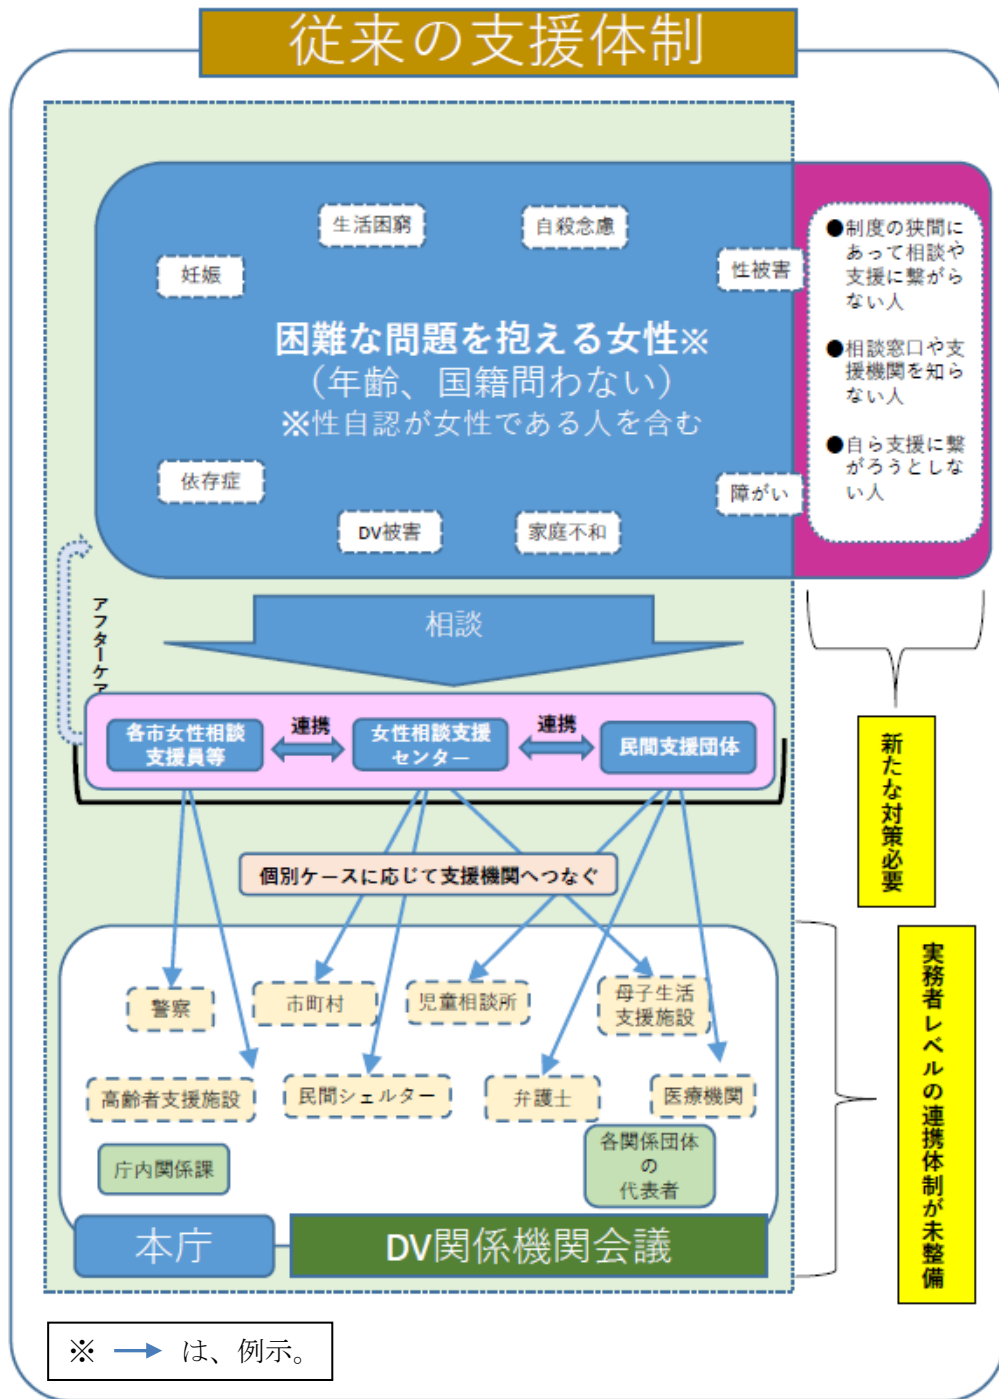 従来の支援体制
生活困窮
自殺念慮
妊娠
性被害
困難な問題を抱える女性※
（年齢、国籍問わない）
※性自認が女性である人を含む
依存症
障がい
DV被害
家庭不和
●制度の狭間に
あって相談や
支援に繋がら
ない人
●相談窓口や支
援機関を知ら
ない人
●自ら支援に繋
がろうとしな
い人
アフターケア
相談
各市女性相談
支援員等
連携
女性相談支援
センター
連携
民間支援団体
新たな対策必要
個別ケースに応じて支援機関へつなぐ
警察
市町村
児童相談所
母子生活
支援施設
高齢者支援施設
民間シェルター
弁護士
医療機関
庁内関係課
各関係団体
の
代表者
実務者レベルの連携体制が未整備
本庁
DV関係機関会議
※ → は、例示。